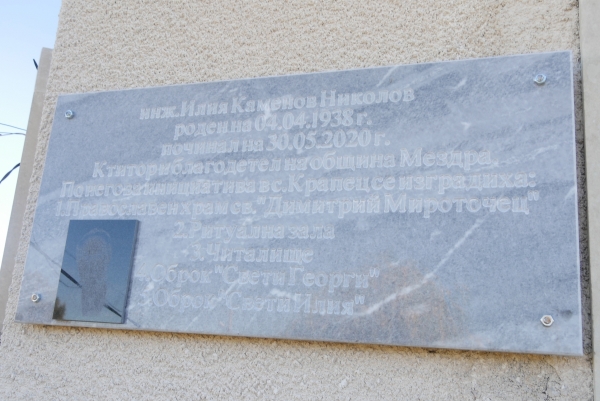 инж.Илия Каменов Николов
роден на 04.04.1938 г.
починал на 30.05.2020 г.
Ктитор и благодетел на община Мездра.
По негова инициатива в с. Крапец се изградиха:
1.Православен храм св. "Димитрий Мироточец"
2.Ритуална зала
3.Читалище
4.Оброк "Свети Георги"
5.Оброк "Свети Илия"